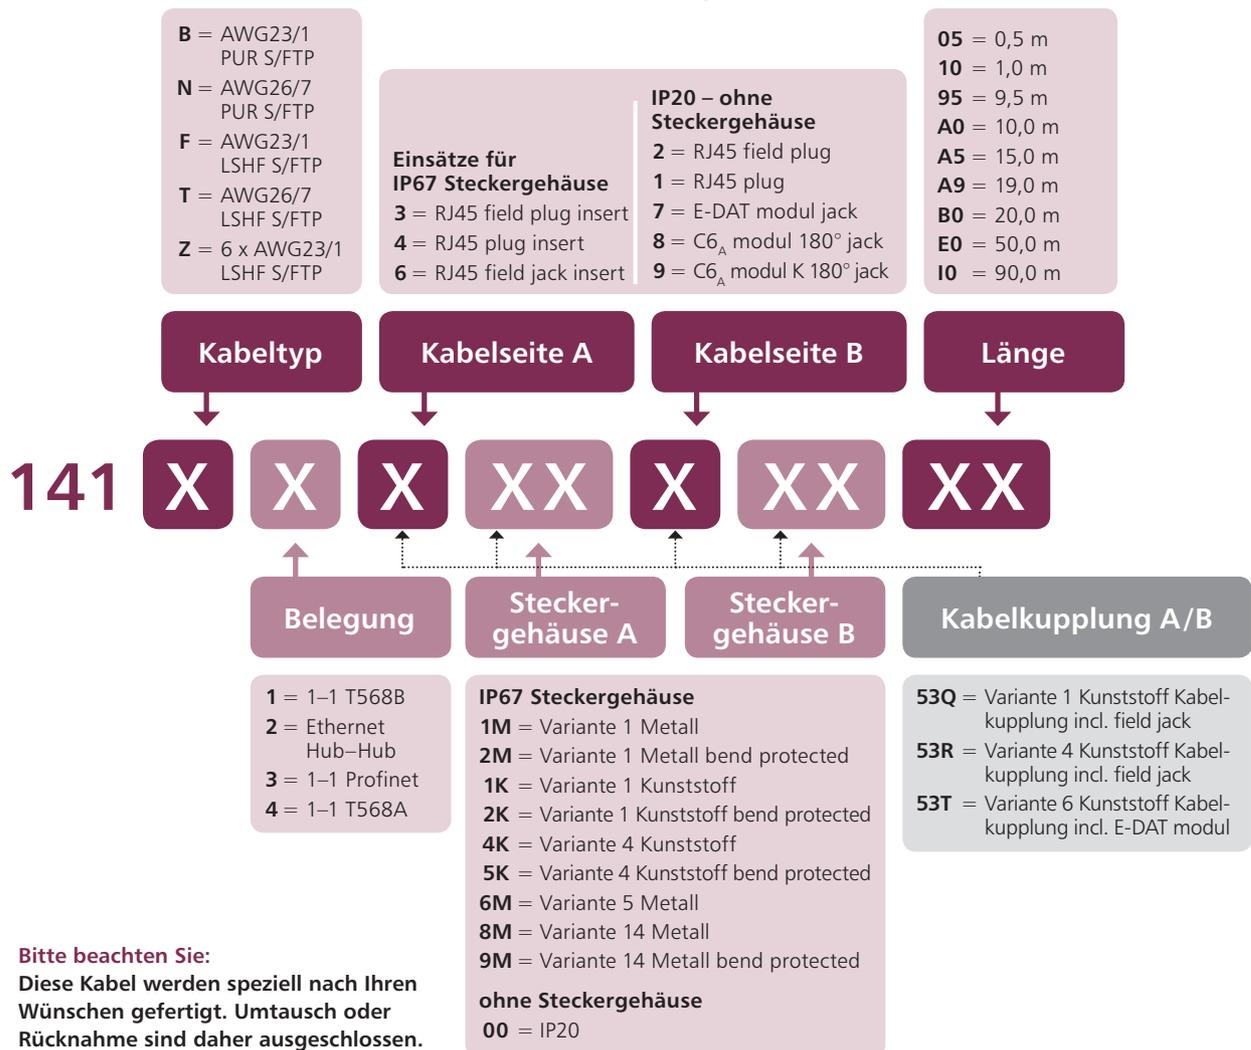 B = AWG23/1
PUR S/FTP
N = AWG26/7
PUR S/FTP
F = AWG23/1
LSHF S/FTP
T = AWG26/7
LSHF S/FTP
Z = 6 x AWG23/1
LSHF S/FTP
Einsätze für
IP67 Steckergehäuse
3 = RJ45 field plug insert
4 = RJ45 plug insert
6 = RJ45 field jack insert
IP20 – ohne
Steckergehäuse
2 = RJ45 field plug
1 = RJ45 plug
7 = E-DAT modul jack
8 = C6A modul 180° jack
9 = C6A modul K 180° jack
05 = 0,5 m
10 = 1,0 m
95 = 9,5 m
A0 = 10,0 m
A5 = 15,0 m
A9 = 19,0 m
B0 = 20,0 m
E0 = 50,0 m
I0 = 90,0 m
Kabeltyp
Kabelseite A
Kabelseite B
Länge
141 X X X XX X XX XX
Belegung
Stecker-
gehäuse A
Stecker-
gehäuse B
Kabelkupplung A/B
1 = 1–1 T568B
2 = Ethernet
Hub–Hub
3 = 1–1 Profinet
4 = 1–1 T568A
IP67 Steckergehäuse
1M = Variante 1 Metall
2M = Variante 1 Metall bend protected
1K = Variante 1 Kunststoff
2K = Variante 1 Kunststoff bend protected
4K = Variante 4 Kunststoff
5K = Variante 4 Kunststoff bend protected
6M = Variante 5 Metall
8M = Variante 14 Metall
9M = Variante 14 Metall bend protected
ohne Steckergehäuse
00 = IP20
53Q = Variante 1 Kunststoff Kabel-
kupplung incl. field jack
53R = Variante 4 Kunststoff Kabel-
kupplung incl. field jack
53T = Variante 6 Kunststoff Kabel-
kupplung incl. E-DAT modul
Bitte beachten Sie:
Diese Kabel werden speziell nach Ihren
Wünschen gefertigt. Umtausch oder
Rücknahme sind daher ausgeschlossen.